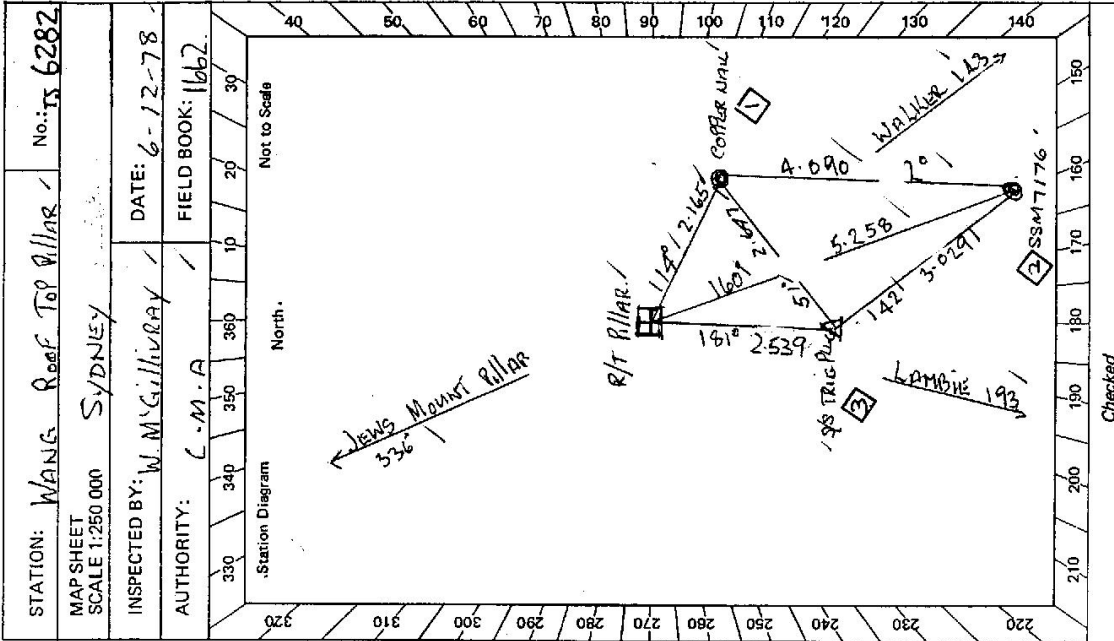 STATION: WANG ROOF TOP PILLAR No.: TS 6282
MAP SHEET
SCALE 1:250 000 SYDNEY
INSPECTED BY: W. M'GILLIVRAY DATE: 6-12-78
AUTHORITY: C.M.A FIELD BOOK: 1662
330 340 350 360 10 20 30
Station Diagram North. Not to Scale
320 310 300 290 280 270 260 250 240 230 220
40 50 60 70 80 90 100 110 120 130 140
JEWS MOUNT PILLAR
336°
R/T PILLAR.
114° 2.165
COPPER NAIL
1
WALKER 143
160°
2.647
51°
4.090 2°
5.258
181° 2.539
142° 3.029
SSM 7176
2
S/S TRIG PLUG
3
LAMBIE 193
210 200 190 180 170 160 150
Checked